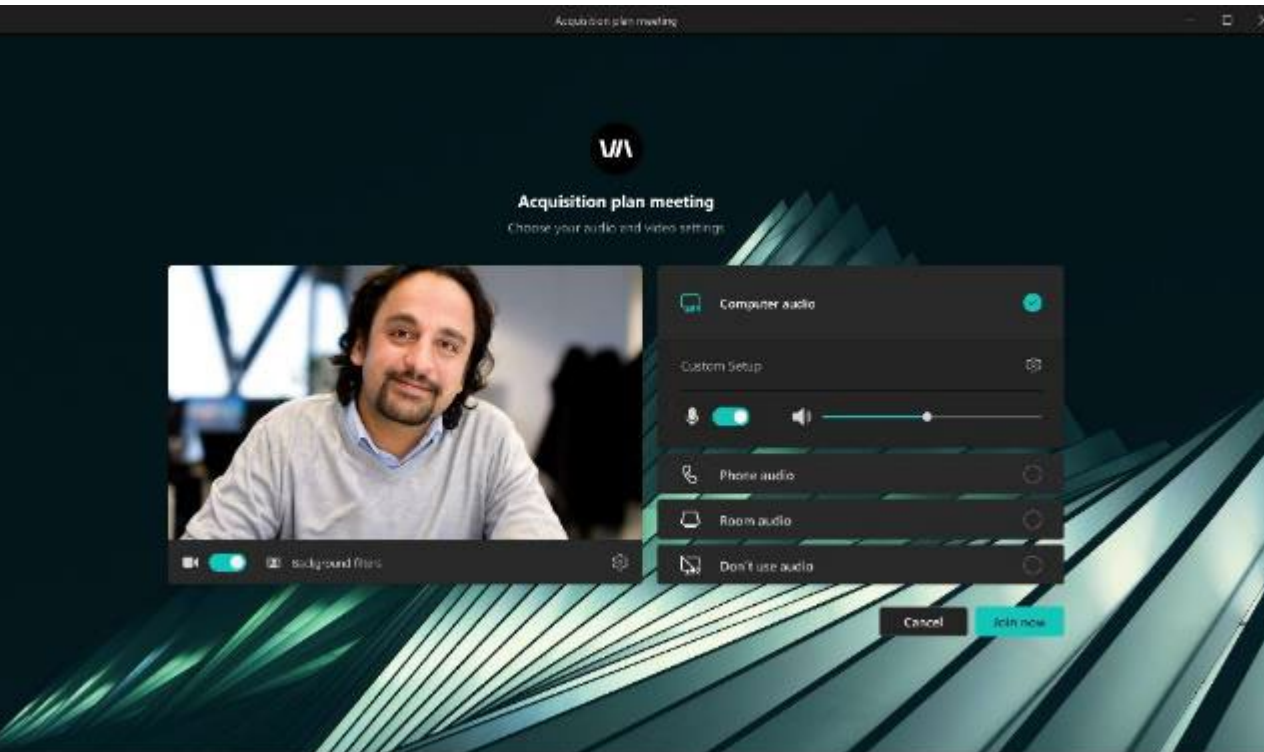 Acquisition plan meeting
Acquisition plan meeting
Choose your audio and video settings
Computer audio
Custom Setup
Phone audio
Room audio
Don't use audio
Background filters
Cancel
Join now